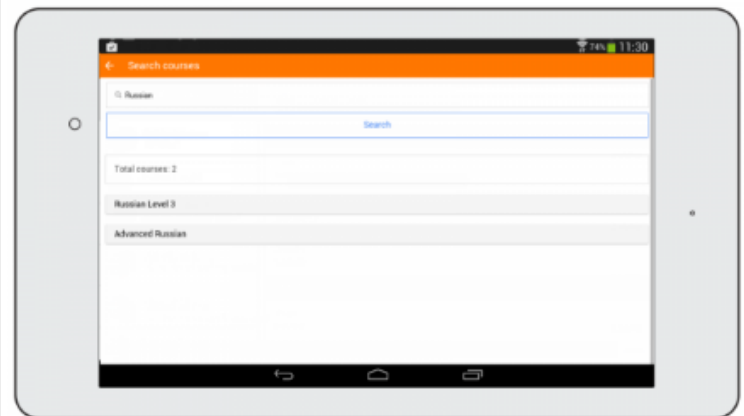 74% 11:30
Search courses
Russian
Search
Total courses: 2
Russian Level 3
Advanced Russian